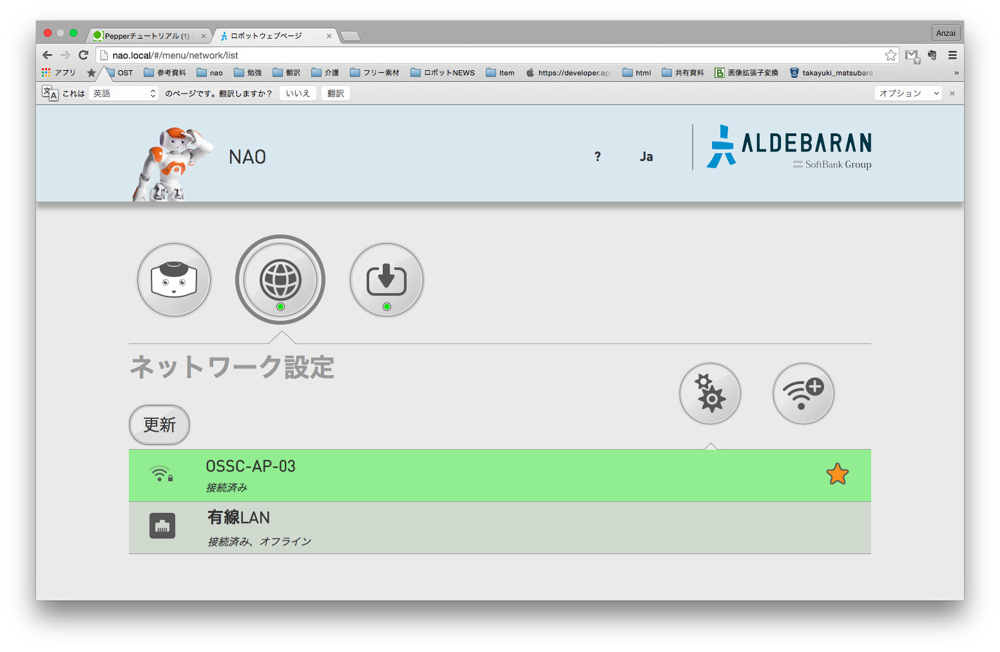 Pepperチュートリアル (1)
ロボットウェブページ
Anzai
nao.local/#/menu/network/list
アプリ
OST
参考資料
nao
勉強
翻訳
介護
フリー素材
ロボットNEWS
Item
https://developer.app
html
共有資料
画像拡張子変換
takayuki_matsubara
»
これは 英語 のページです。翻訳しますか？ いいえ 翻訳
オプション
NAO
?
Ja
ALDEBARAN
SoftBank Group
ネットワーク設定
更新
OSSC-AP-03
接続済み
有線LAN
接続済み、オフライン